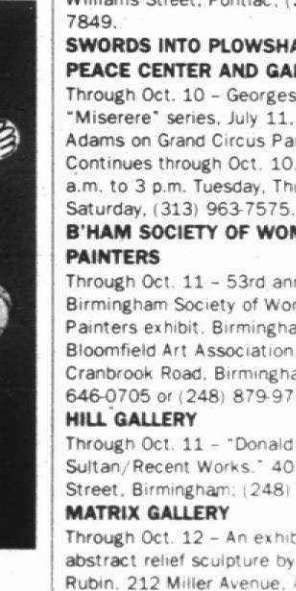 Williams Street, Pontiac, (
7849.
SWORDS INTO PLOWSHA
PEACE CENTER AND GAL
Through Oct. 10 – Georges
"Miserere" series, July 11,
Adams on Grand Circus Par
Continues through Oct. 10,
a.m. to 3 p.m. Tuesday, Thu
Saturday, (313) 963-7575.
B'HAM SOCIETY OF WOM
PAINTERS
Through Oct. 11 – 53rd ann
Birmingham Society of Wom
Painters exhibit. Birmingha
Bloomfield Art Association,
Cranbrook Road, Birmingha
646-0705 or (248) 879-97
HILL GALLERY
Through Oct. 11 – "Donald
Sultan/Recent Works." 40
Street, Birmingham; (248)
MATRIX GALLERY
Through Oct. 12 – An exhib
abstract relief sculpture by
Rubin. 212 Miller Avenue,